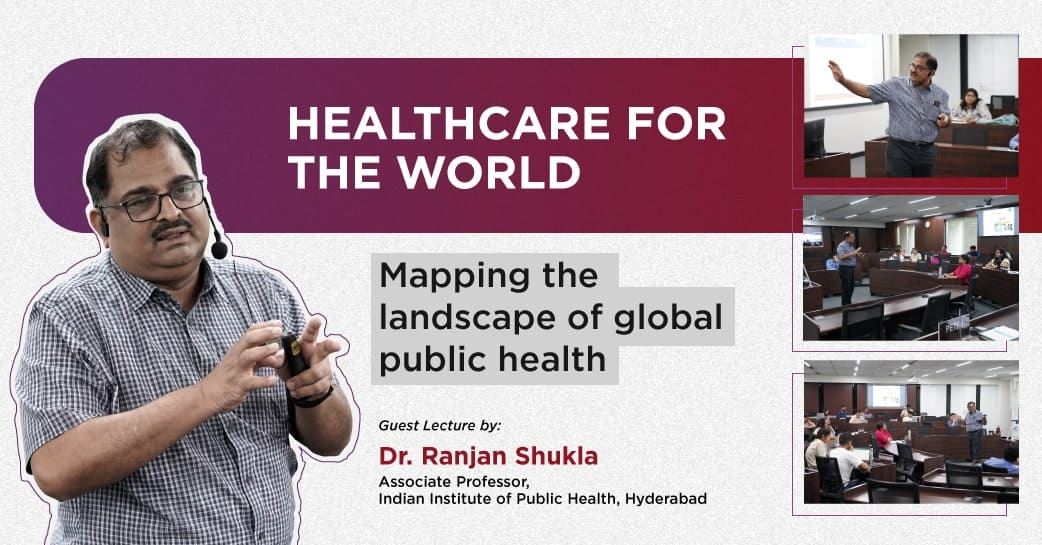 HEALTHCARE FOR
THE WORLD
Mapping the
landscape of global
public health
Guest Lecture by:
Dr. Ranjan Shukla
Associate Professor,
Indian Institute of Public Health, Hyderabad